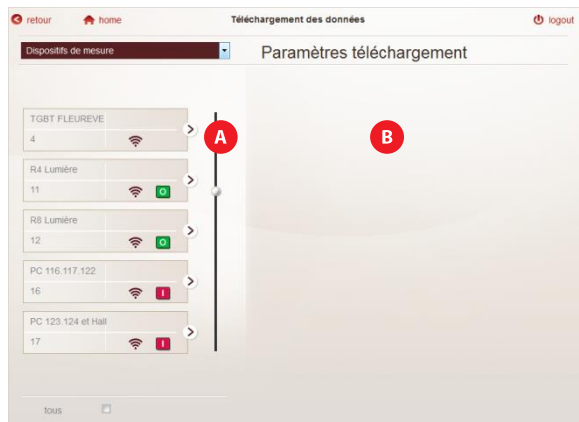 retour home Téléchargement des données logout
Dispositifs de mesure Paramètres téléchargement
TGBT FLEUREVE
4
A
B
R4 Lumière
11 O
R8 Lumière
12 O
PC 116.117.122
16 I
PC 123.124 et Hall
17 I
tous